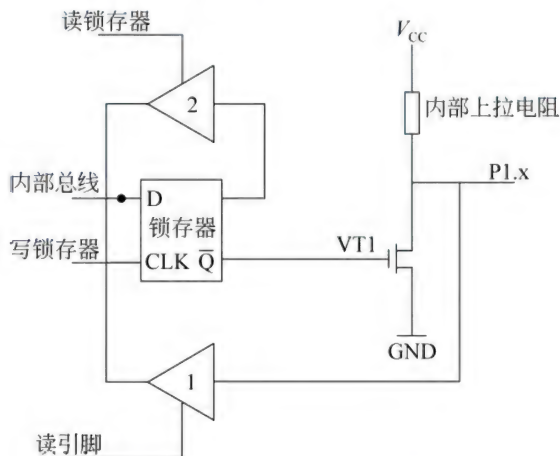 读锁存器
V_CC
2
内部上拉电阻
内部总线
D
P1.x
锁存器
写锁存器
CLK Q̅
VT1
GND
1
读引脚